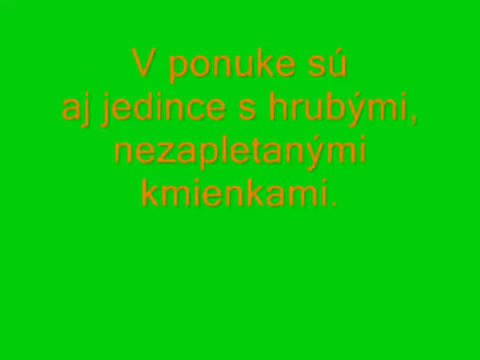 V ponuke sú
aj jedince s hrubými,
nezapletanými
kmienkami.